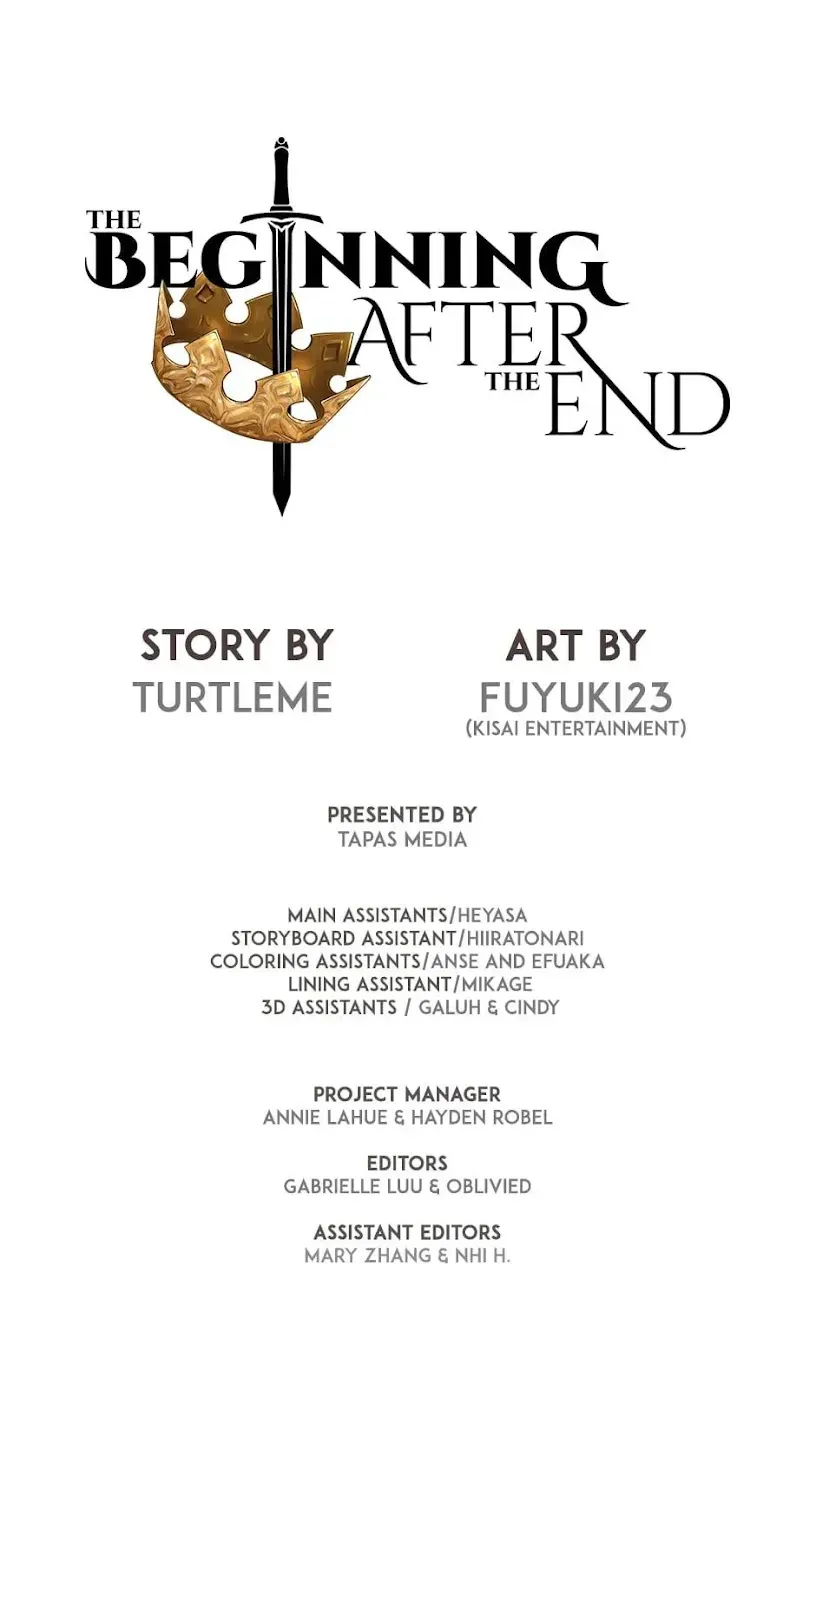 THE
BEGINNING
AFTER
THE END
STORY BY
TURTLEME
ART BY
FUYUKI23
(KISAI ENTERTAINMENT)
PRESENTED BY
TAPAS MEDIA
MAIN ASSISTANTS/HEYASA
STORYBOARD ASSISTANT/HIIRATONARI
COLORING ASSISTANTS/ANSE AND EFUAKA
LINING ASSISTANT/MIKAGE
3D ASSISTANTS / GALUH & CINDY
PROJECT MANAGER
ANNIE LAHUE & HAYDEN ROBEL
EDITORS
GABRIELLE LUU & OBLIVIED
ASSISTANT EDITORS
MARY ZHANG & NHI H.